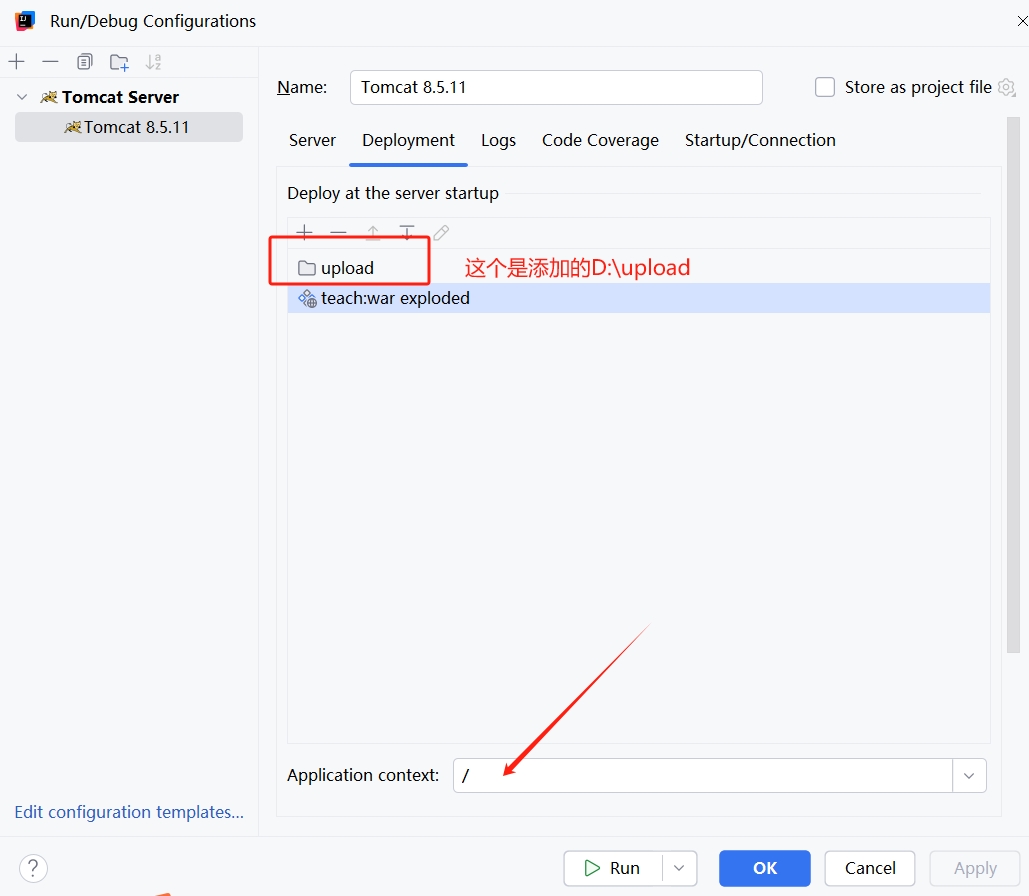 Run/Debug Configurations
Tomcat Server
Tomcat 8.5.11
Edit configuration templates...
Name: Tomcat 8.5.11 Store as project file
Server Deployment Logs Code Coverage Startup/Connection
Deploy at the server startup
upload 这个是添加的D:\upload
teach:war exploded
Application context: /
? Run OK Cancel Apply